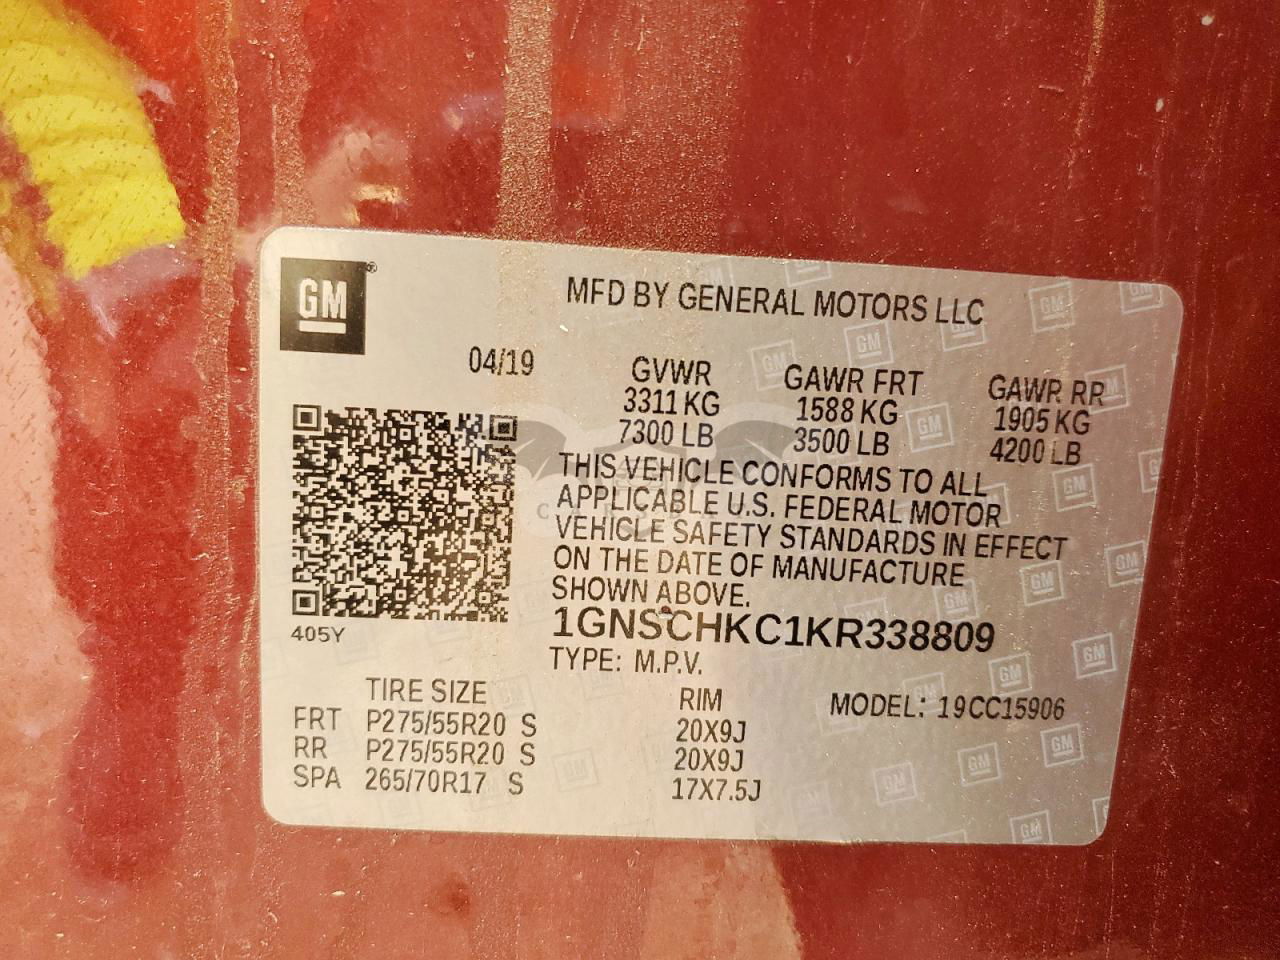 GM
MFD BY GENERAL MOTORS LLC
04/19
GVWR GAWR FRT GAWR RR
3311 KG 1588 KG 1905 KG
7300 LB 3500 LB 4200 LB
THIS VEHICLE CONFORMS TO ALL
APPLICABLE U.S. FEDERAL MOTOR
VEHICLE SAFETY STANDARDS IN EFFECT
ON THE DATE OF MANUFACTURE
SHOWN ABOVE.
405Y
1GNSCHKC1KR338809
TYPE: M.P.V.
TIRE SIZE RIM MODEL: 19CC15906
FRT P275/55R20 S 20X9J
RR P275/55R20 S 20X9J
SPA 265/70R17 S 17X7.5J